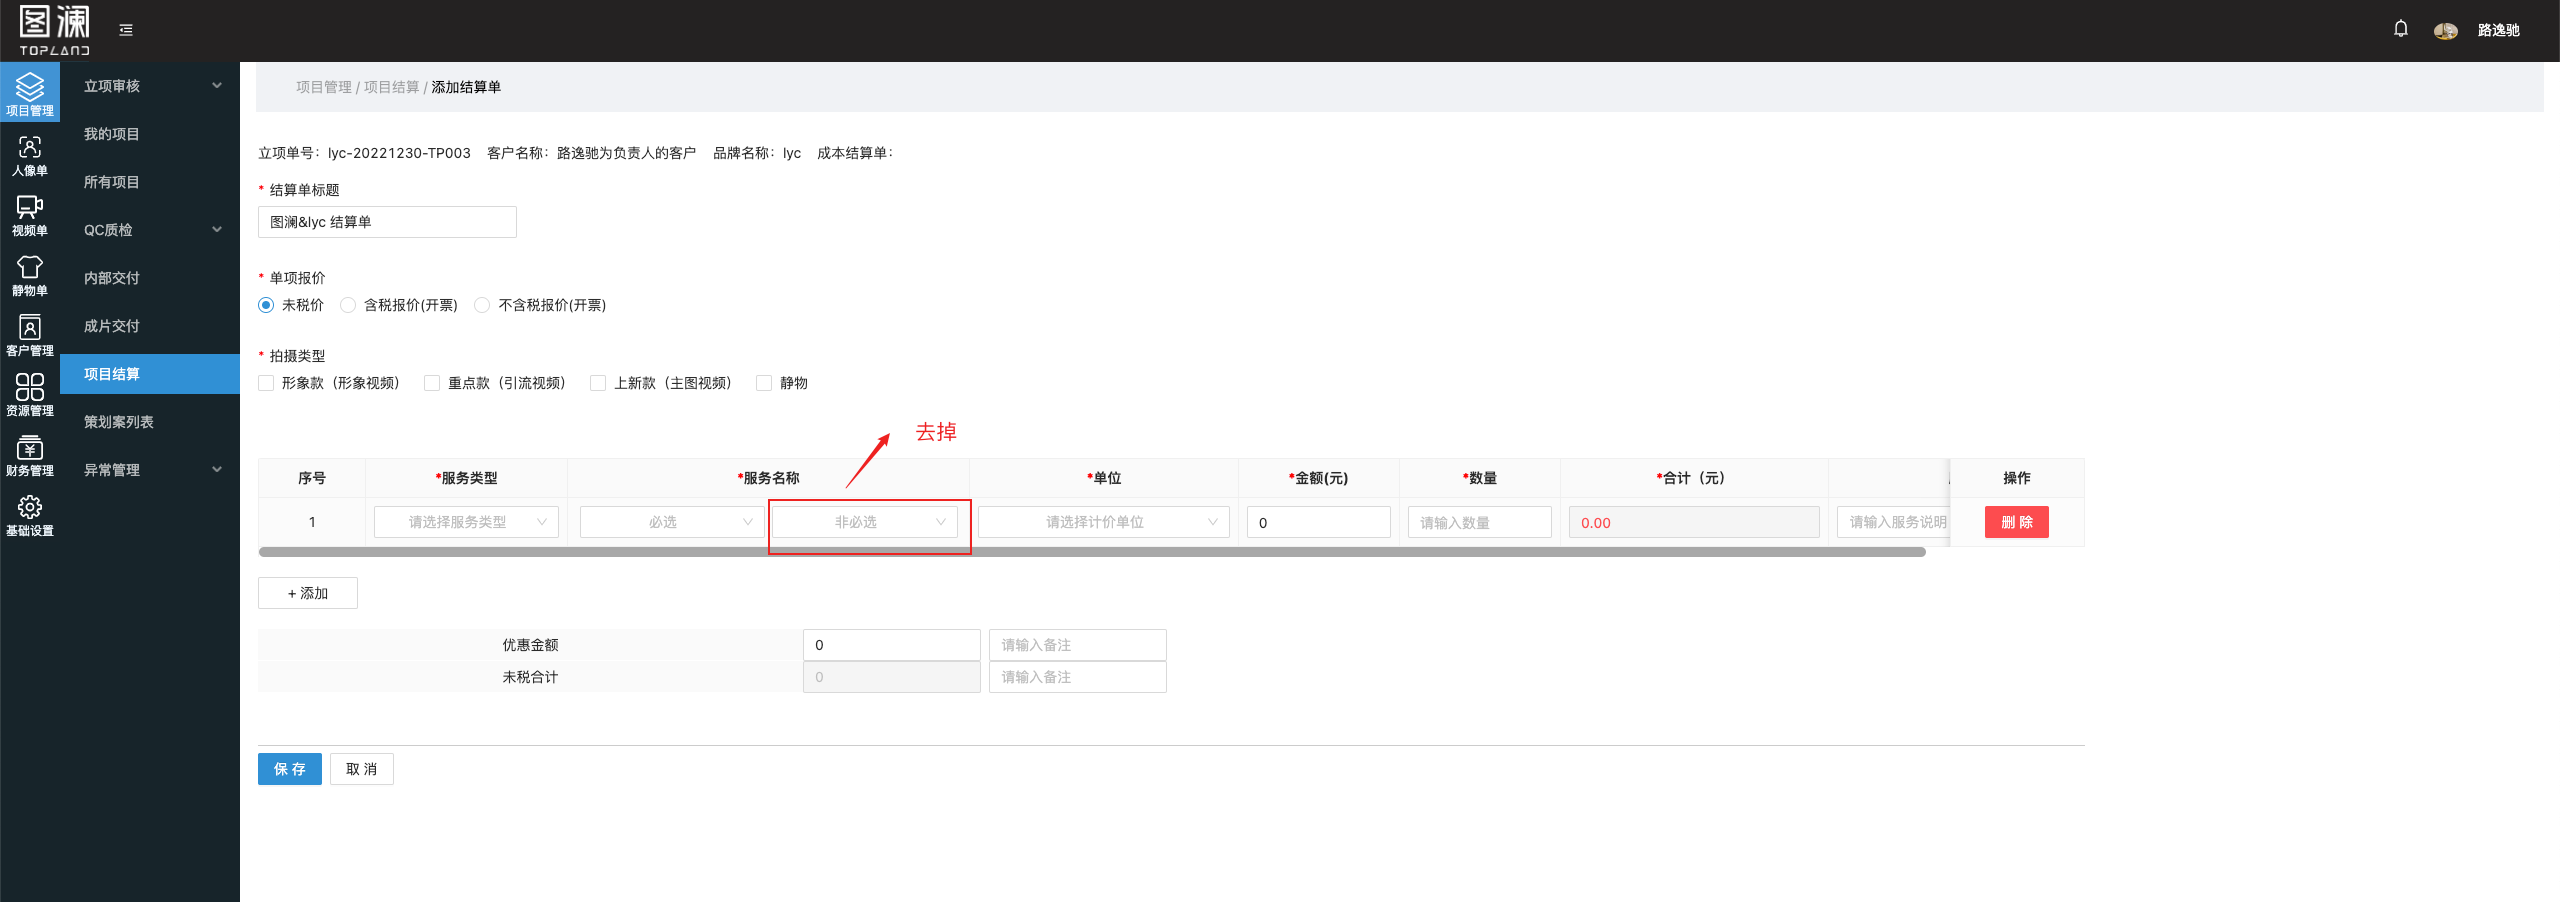 图澜
TOPLAND
路逸驰
项目管理
人像单
视频单
静物单
客户管理
资源管理
财务管理
基础设置
立项审核
我的项目
所有项目
QC质检
内部交付
成片交付
项目结算
策划案列表
异常管理
项目管理 / 项目结算 / 添加结算单
立项单号：lyc-20221230-TP003 客户名称：路逸驰为负责人的客户 品牌名称：lyc 成本结算单：
* 结算单标题
图澜&lyc 结算单
* 单项报价
未税价 含税报价(开票) 不含税报价(开票)
* 拍摄类型
形象款（形象视频） 重点款（引流视频） 上新款（主图视频） 静物
去掉
序号 *服务类型 *服务名称 *单位 *金额(元) *数量 *合计（元） 操作
1 请选择服务类型 必选 非必选 请选择计价单位 0 请输入数量 0.00 请输入服务说明 删 除
+ 添加
优惠金额 0 请输入备注
未税合计 0 请输入备注
保 存 取 消